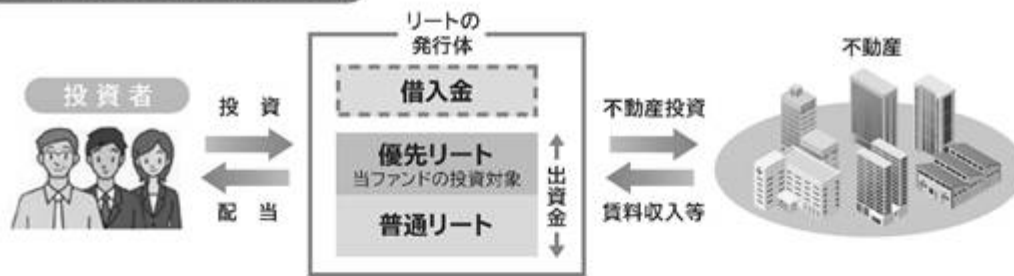 リートの
発行体
不動産
投資者
投資
借入金
不動産投資
優先リート
当ファンドの投資対象
出資金
配当
賃料収入等
普通リート